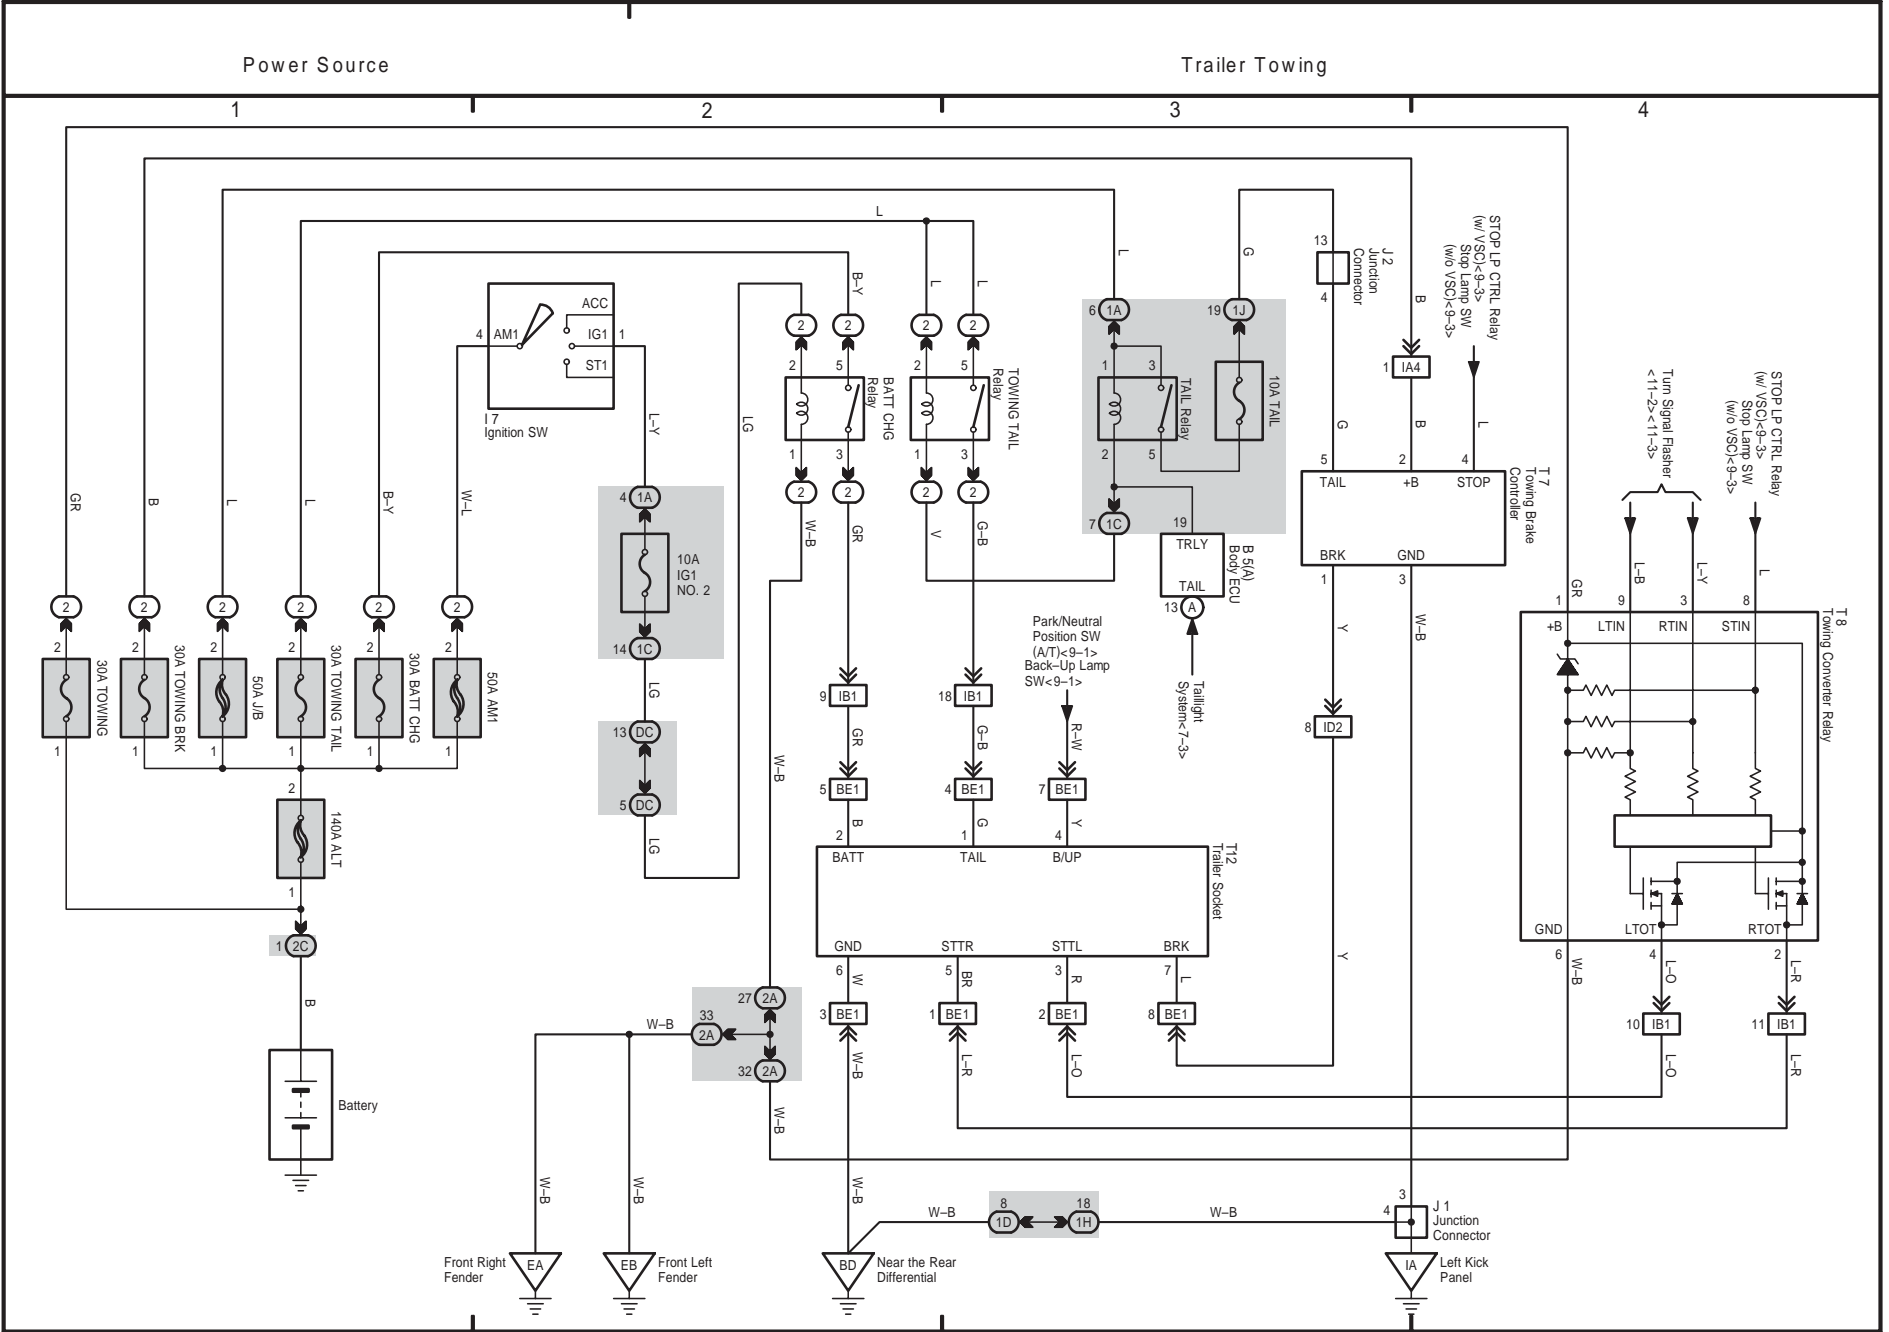 Power Source
Trailer Towing
1
2
3
4
L
GR
B
L
L
B–Y
W–L
2
2
2
2
2
2
2
2
2
2
2
2
30A TOWING
30A TOWING BRK
50A J/B
30A TOWING TAIL
30A BATT CHG
50A AM1
1
1
1
1
1
1
2
140A ALT
1
1
2C
B
Battery
4
AM1
ACC
IG1
ST1
1
I 7
Ignition SW
L–Y
4
1A
10A
IG1
NO. 2
14
1C
LG
13
DC
5
DC
LG
LG
B–Y
2
2
2
5
BATT CHG
Relay
1
3
2
2
W–B
GR
L
L
2
2
2
5
TOWING TAIL
Relay
1
3
2
2
V
G–B
L
G
6
1A
19
1J
1
3
TAIL Relay
10A TAIL
2
5
7
1C
19
TRLY
TAIL
B 5(A)
Body ECU
13
A
Taillight
System<7–3>
13
J 2
Junction
Connector
4
G
B
1
IA4
B
STOP LP CTRL Relay
(w/ VSC)<9–3>
Stop Lamp SW
(w/o VSC)<9–3>
L
5
2
4
TAIL
+B
STOP
T 7
Towing Brake
Controller
BRK
GND
1
3
Y
W–B
8
ID2
Y
Turn Signal Flasher
<11–2><11–3>
STOP LP CTRL Relay
(w/ VSC)<9–3>
Stop Lamp SW
(w/o VSC)<9–3>
GR
L–B
L–Y
L
1
9
3
8
+B
LTIN
RTIN
STIN
T 8
Towing Converter Relay
GND
LTOT
RTOT
6
4
2
W–B
L–O
L–R
10
IB1
11
IB1
L–O
L–R
Park/Neutral
Position SW
(A/T)<9–1>
Back–Up Lamp
SW<9–1>
R–W
9
IB1
18
IB1
GR
G–B
5
BE1
4
BE1
7
BE1
B
G
Y
2
1
4
BATT
TAIL
B/UP
T12
Trailer Socket
GND
STTR
STTL
BRK
6
5
3
7
W
BR
R
L
3
BE1
1
BE1
2
BE1
8
BE1
W–B
L–R
L–O
W–B
27
2A
33
2A
W–B
32
2A
W–B
W–B
W–B
W–B
W–B
8
1D
18
1H
W–B
3
4
J 1
Junction
Connector
Front Right
Fender
EA
EB
Front Left
Fender
BD
Near the Rear
Differential
IA
Left Kick
Panel